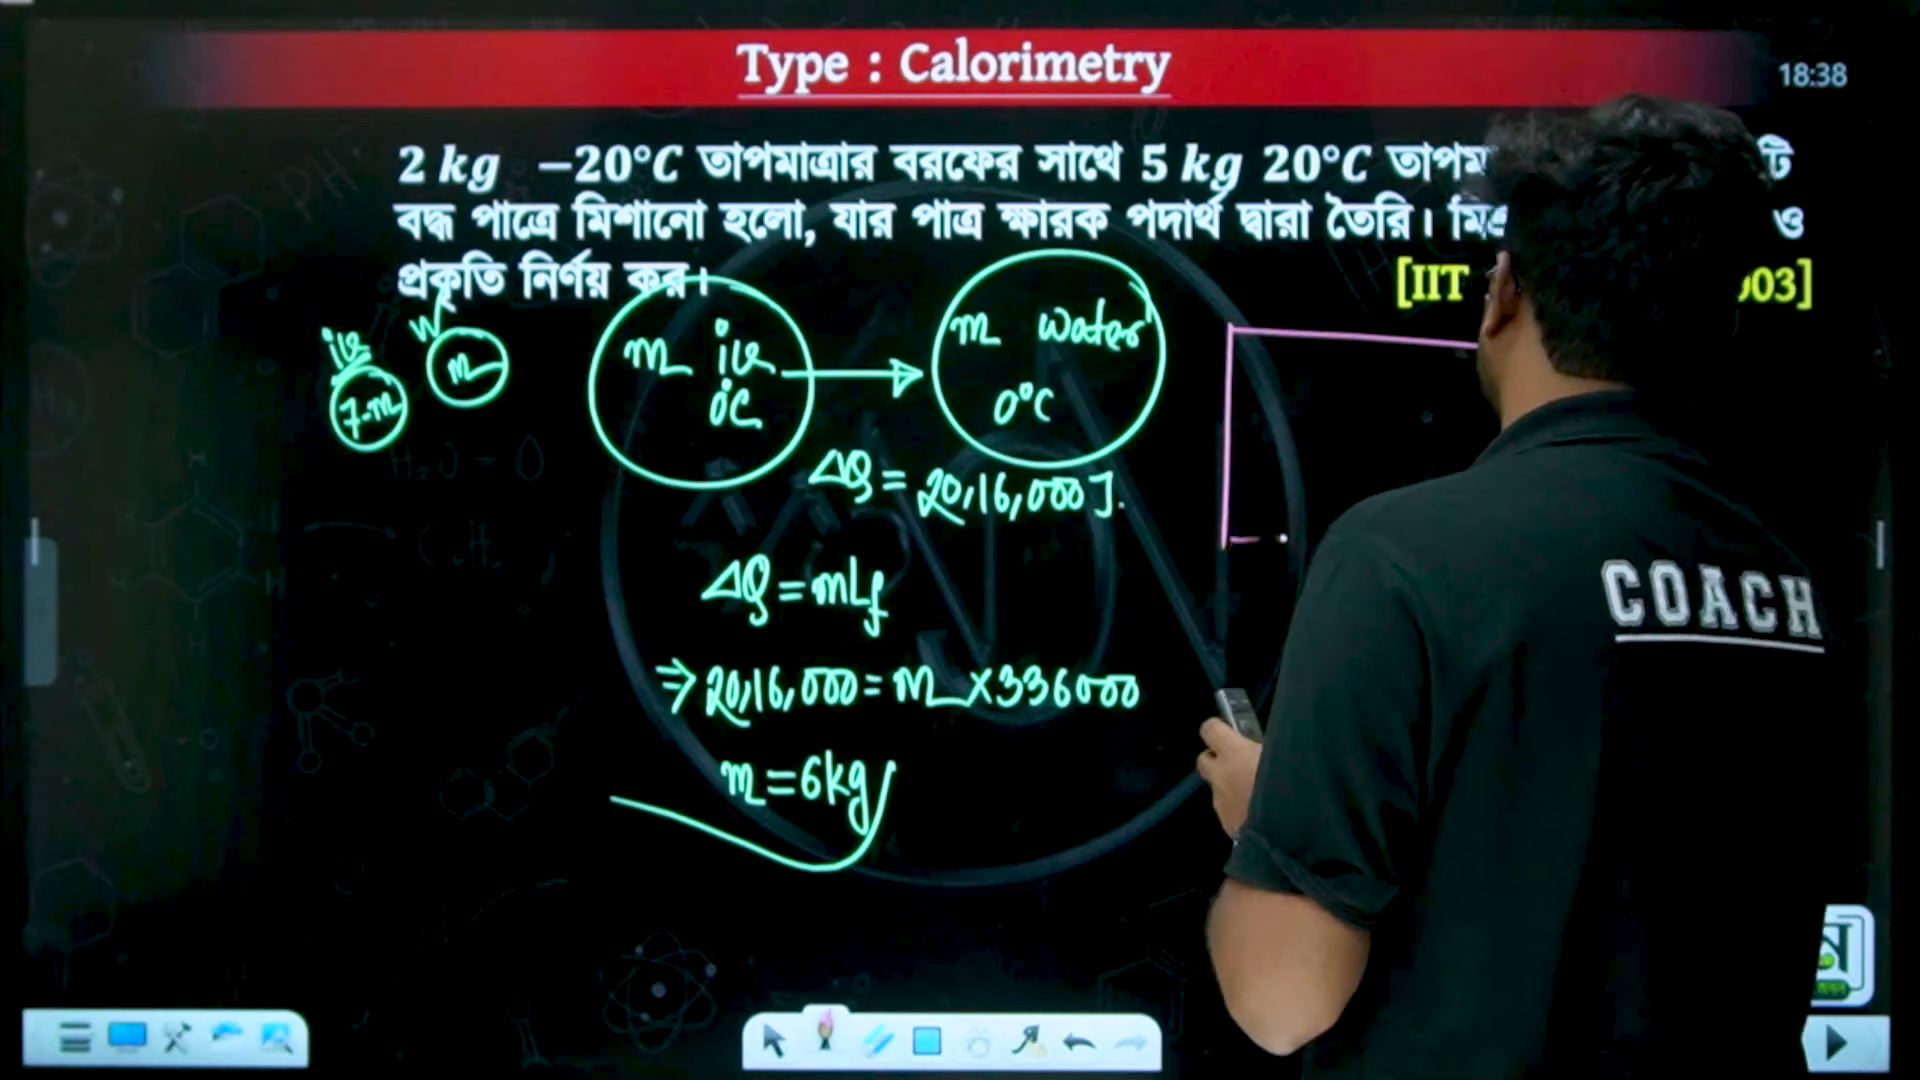 Type : Calorimetry
18:38
2 kg −20°C তাপমাত্রার বরফের সাথে 5 kg 20°C
বদ্ধ পাত্রে মিশানো হলো, যার পাত্র ক্ষারক পদার্থ দ্বারা তৈরি। ও
প্রকৃতি নির্ণয় কর।
[IIT 003]
ice W
7-m m
m ice
0°C
m water
0°C
ΔQ = 20,16,000 J.
ΔQ = mLf
⇒ 20,16,000 = m × 336000
m = 6kg
COACH